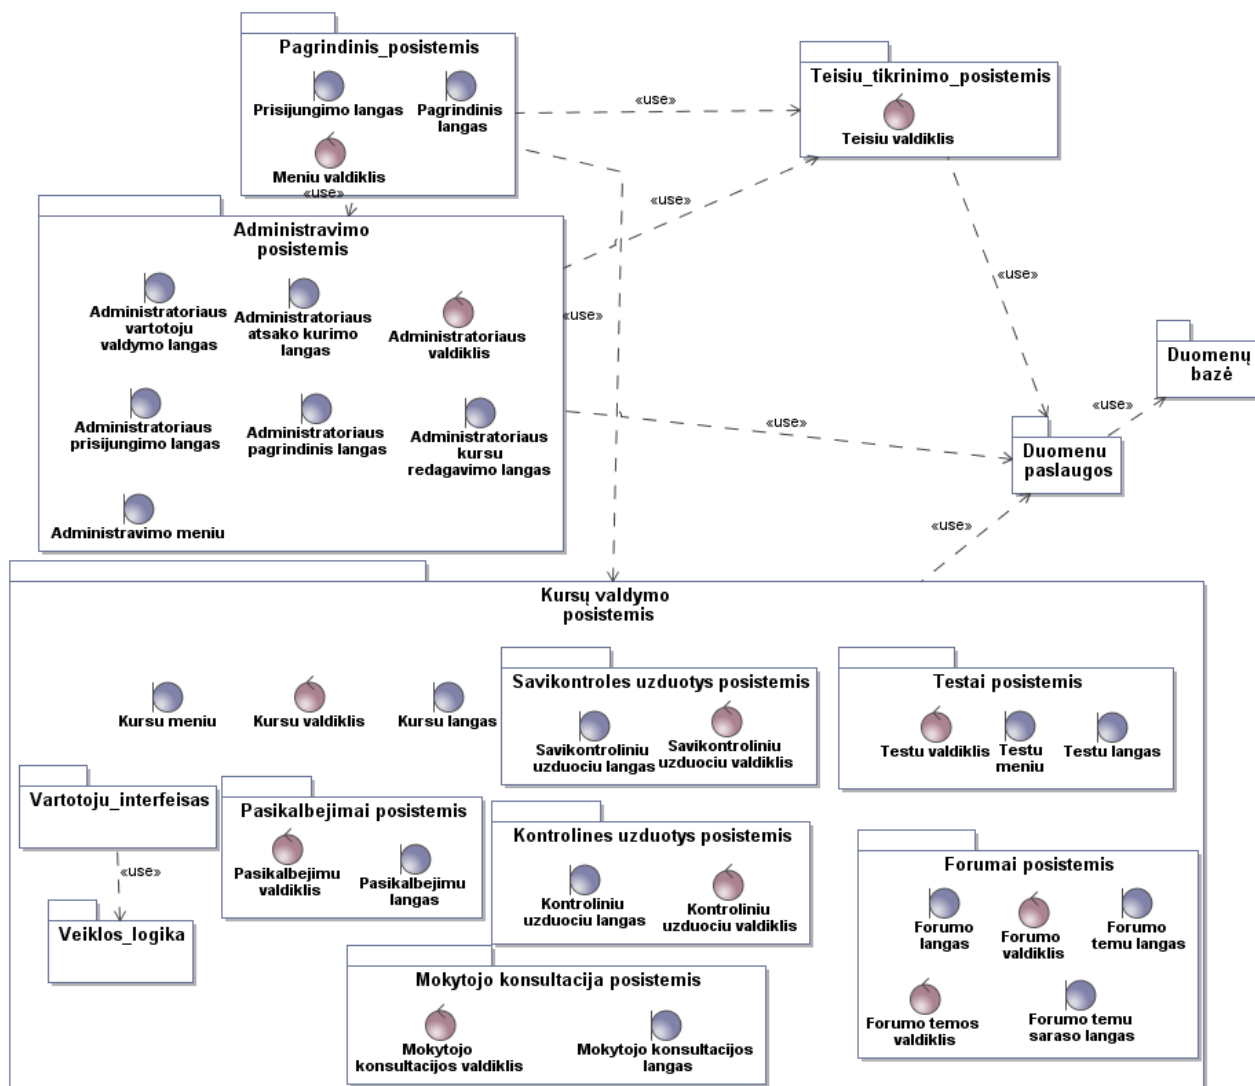 Pagrindinis_posistemis
Prisijungimo langas
Pagrindinis
langas
Meniu valdiklis
«use»
«use»
Teisiu_tikrinimo_posistemis
Teisiu valdiklis
Administravimo
posistemis
Administratoriaus
vartotoju
valdymo langas
Administratoriaus
atsako kurimo
langas
Administratoriaus
valdiklis
Administratoriaus
prisijungimo langas
Administratoriaus
pagrindinis langas
Administratoriaus
kursu
redagavimo langas
Administravimo meniu
«use»
«use»
«use»
«use»
«use»
«use»
Duomenų
bazė
Duomenu
paslaugos
Kursų valdymo
posistemis
Kursu meniu
Kursu valdiklis
Kursu langas
Savikontroles uzduotys posistemis
Savikontroliniu
uzduociu langas
Savikontroliniu
uzduociu valdiklis
Testai posistemis
Testu valdiklis
Testu
meniu
Testu langas
Vartotoju_interfeisas
«use»
Veiklos_logika
Pasikalbejimai posistemis
Pasikalbejimu
valdiklis
Pasikalbejimu
langas
Kontrolines uzduotys posistemis
Kontroliniu
uzduociu langas
Kontroliniu
uzduociu valdiklis
Forumai posistemis
Forumo
langas
Forumo
valdiklis
Forumo
temu langas
Forumo temos
valdiklis
Forumo temu
saraso langas
Mokytojo konsultacija posistemis
Mokytojo
konsultacijos valdiklis
Mokytojo konsultacijos
langas